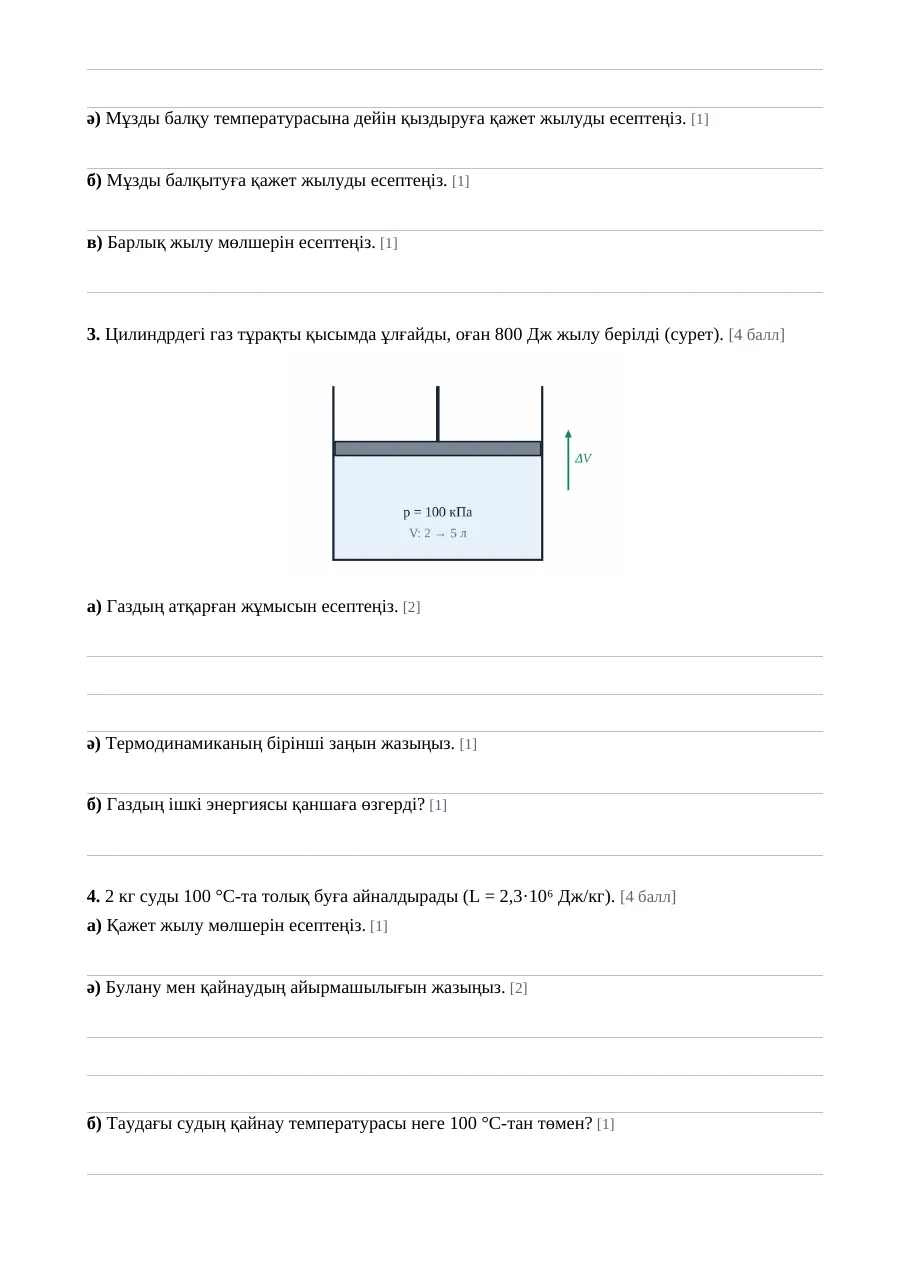 ә) Мұзды балқу температурасына дейін қыздыруға қажет жылуды есептеңіз. [1]
б) Мұзды балқытуға қажет жылуды есептеңіз. [1]
в) Барлық жылу мөлшерін есептеңіз. [1]
3. Цилиндрдегі газ тұрақты қысымда ұлғайды, оған 800 Дж жылу берілді (сурет). [4 балл]
ΔV
p = 100 кПа
V: 2 → 5 л
а) Газдың атқарған жұмысын есептеңіз. [2]
ә) Термодинамиканың бірінші заңын жазыңыз. [1]
б) Газдың ішкі энергиясы қаншаға өзгерді? [1]
4. 2 кг суды 100 °С-та толық буға айналдырады (L = 2,3·10⁶ Дж/кг). [4 балл]
а) Қажет жылу мөлшерін есептеңіз. [1]
ә) Булану мен қайнаудың айырмашылығын жазыңыз. [2]
б) Таудағы судың қайнау температурасы неге 100 °С-тан төмен? [1]